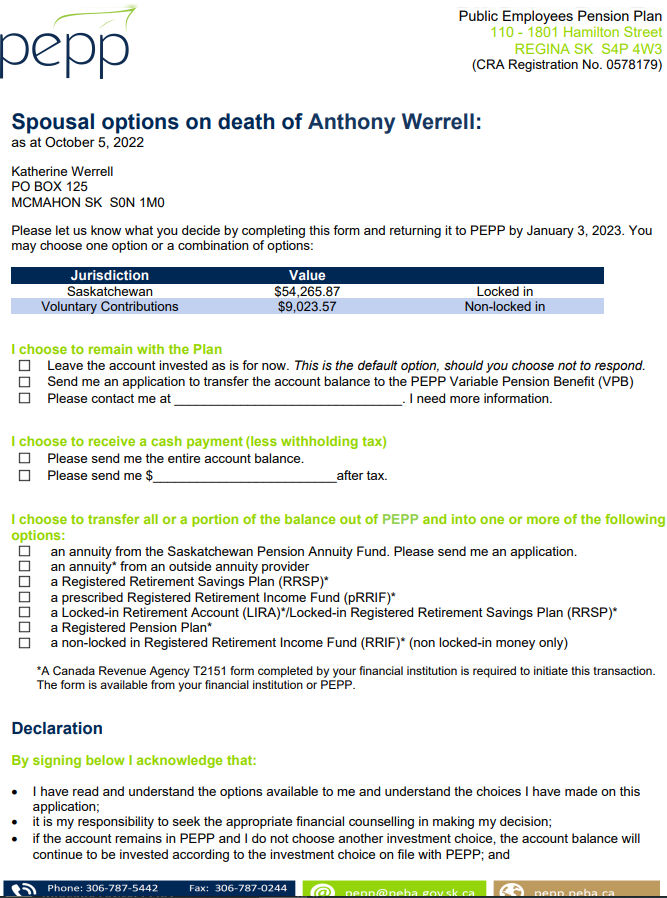 pepp
Public Employees Pension Plan
110 - 1801 Hamilton Street
REGINA SK S4P 4W3
(CRA Registration No. 0578179)
Spousal options on death of Anthony Werrell:
as at October 5, 2022
Katherine Werrell
PO BOX 125
MCMAHON SK S0N 1M0
Please let us know what you decide by completing this form and returning it to PEPP by January 3, 2023. You
may choose one option or a combination of options:
Jurisdiction Value
Saskatchewan $54,265.87 Locked in
Voluntary Contributions $9,023.57 Non-locked in
I choose to remain with the Plan
☐ Leave the account invested as is for now. This is the default option, should you choose not to respond.
☐ Send me an application to transfer the account balance to the PEPP Variable Pension Benefit (VPB)
☐ Please contact me at _______________________________. I need more information.
I choose to receive a cash payment (less withholding tax)
☐ Please send me the entire account balance.
☐ Please send me $_________________________after tax.
I choose to transfer all or a portion of the balance out of PEPP and into one or more of the following
options:
☐ an annuity from the Saskatchewan Pension Annuity Fund. Please send me an application.
☐ an annuity* from an outside annuity provider
☐ a Registered Retirement Savings Plan (RRSP)*
☐ a prescribed Registered Retirement Income Fund (pRRIF)*
☐ a Locked-in Retirement Account (LIRA)*/Locked-in Registered Retirement Savings Plan (RRSP)*
☐ a Registered Pension Plan*
☐ a non-locked in Registered Retirement Income Fund (RRIF)* (non locked-in money only)
*A Canada Revenue Agency T2151 form completed by your financial institution is required to initiate this transaction.
The form is available from your financial institution or PEPP.
Declaration
By signing below I acknowledge that:
• I have read and understand the options available to me and understand the choices I have made on this
application;
• it is my responsibility to seek the appropriate financial counselling in making my decision;
• if the account remains in PEPP and I do not choose another investment choice, the account balance will
continue to be invested according to the investment choice on file with PEPP; and
Phone: 306-787-5442 Fax: 306-787-0244 pepp@peba.gov.sk.ca pepp.peba.ca